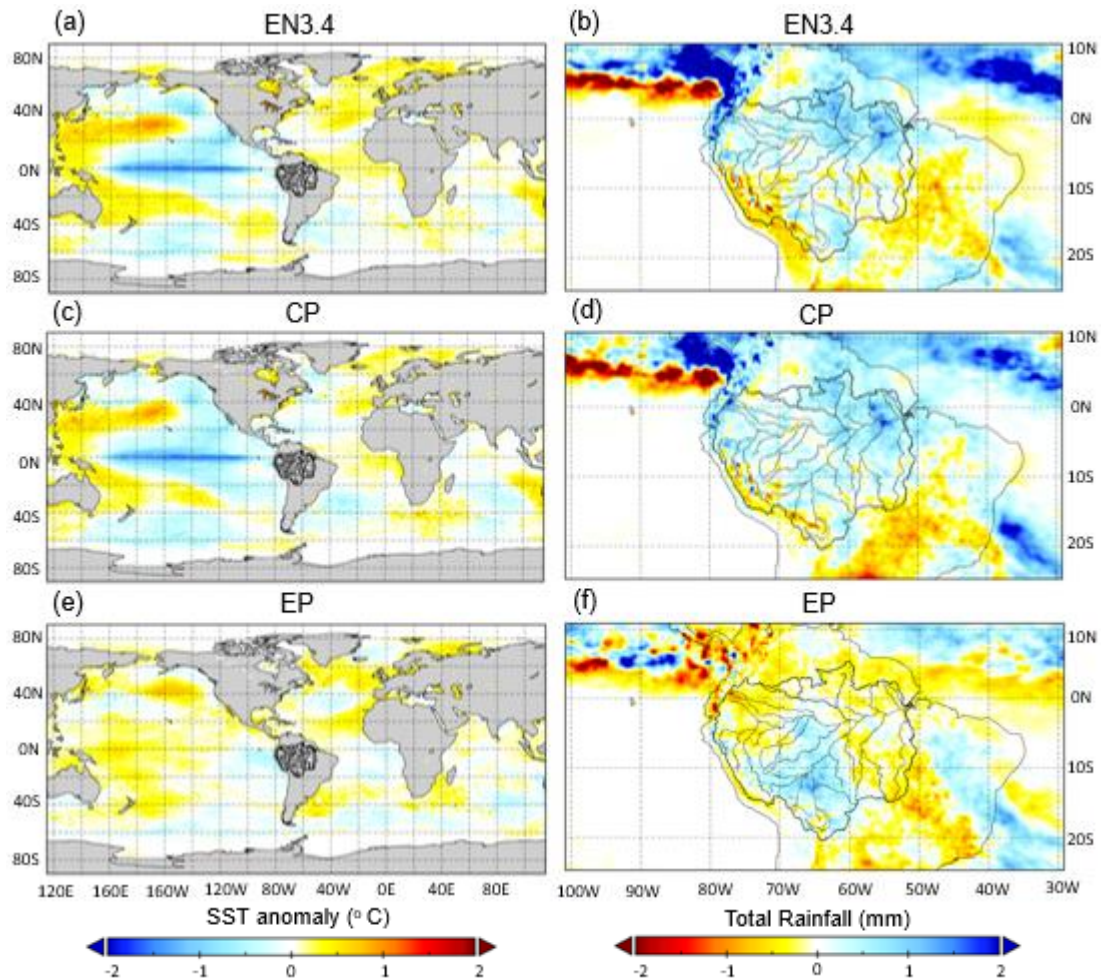 (a) EN3.4 (b) EN3.4
80N 10N
40N 0N
0N 10S
40S 20S
80S
(c) CP (d) CP
80N 10N
40N 0N
0N 10S
40S 20S
80S
(e) EP (f) EP
80N 10N
40N 0N
0N 10S
40S 20S
80S
120E 160E 160W 120W 80W 40W 0E 40E 80E 100W 90W 80W 70W 60W 50W 40W 30W
SST anomaly (° C) Total Rainfall (mm)
-2 -1 0 1 2 -2 -1 0 1 2